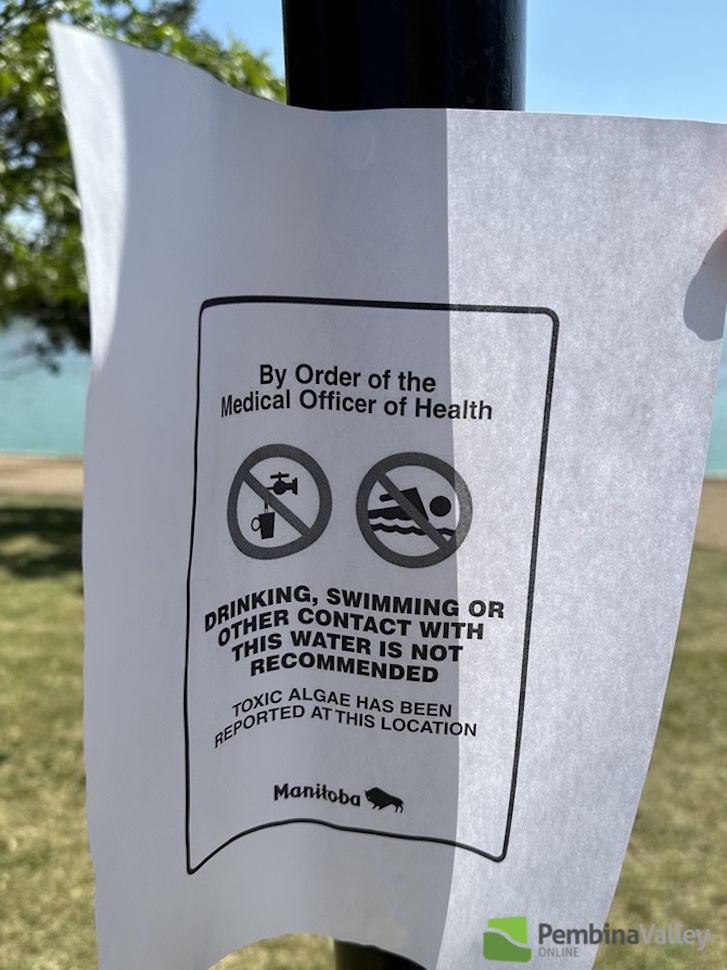 By Order of the
Medical Officer of Health
DRINKING, SWIMMING OR
OTHER CONTACT WITH
THIS WATER IS NOT
RECOMMENDED
TOXIC ALGAE HAS BEEN
REPORTED AT THIS LOCATION
Manitoba
PembinaValley
ONLINE